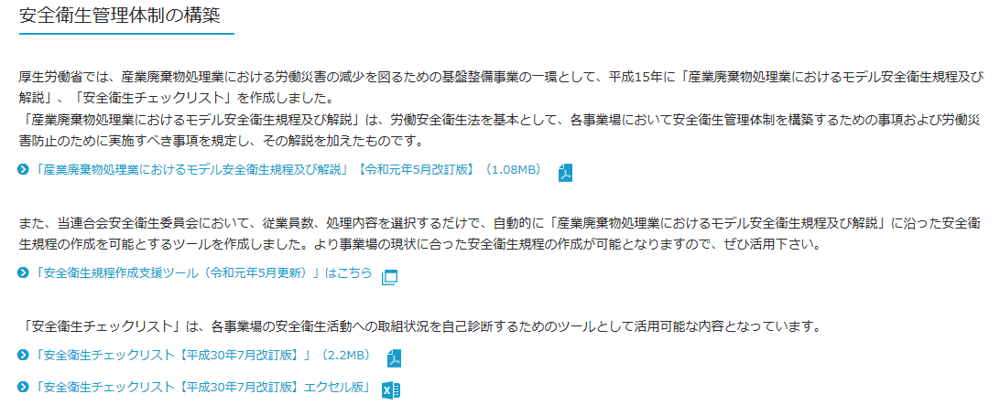 安全衛生管理体制の構築
厚生労働省では、産業廃棄物処理業における労働災害の減少を図るための基盤整備事業の一環として、平成15年に「産業廃棄物処理業におけるモデル安全衛生規程及び
解説」、「安全衛生チェックリスト」を作成しました。
「産業廃棄物処理業におけるモデル安全衛生規程及び解説」は、労働安全衛生法を基本として、各事業場において安全衛生管理体制を構築するための事項および労働災
害防止のために実施すべき事項を規定し、その解説を加えたものです。
「産業廃棄物処理業におけるモデル安全衛生規程及び解説」【令和元年5月改訂版】（1.08MB）
また、当連合会安全衛生委員会において、従業員数、処理内容を選択するだけで、自動的に「産業廃棄物処理業におけるモデル安全衛生規程及び解説」に沿った安全衛
生規程の作成を可能とするツールを作成しました。より事業場の現状に合った安全衛生規程の作成が可能となりますので、ぜひ活用下さい。
「安全衛生規程作成支援ツール（令和元年5月更新）」はこちら
「安全衛生チェックリスト」は、各事業場の安全衛生活動への取組状況を自己診断するためのツールとして活用可能な内容となっています。
「安全衛生チェックリスト【平成30年7月改訂版】」（2.2MB）
「安全衛生チェックリスト【平成30年7月改訂版】エクセル版」